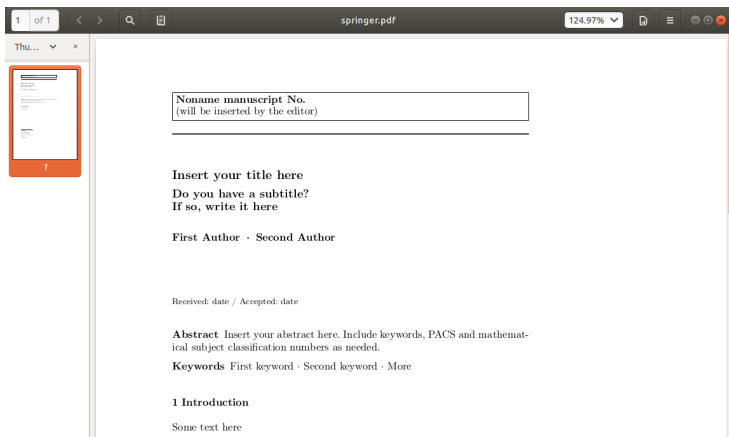 1 of 1
springer.pdf
124.97%
Thu...
1
Noname manuscript No.
(will be inserted by the editor)
Insert your title here
Do you have a subtitle?
If so, write it here
First Author · Second Author
Received: date / Accepted: date
Abstract Insert your abstract here. Include keywords, PACS and mathemat-
ical subject classification numbers as needed.
Keywords First keyword · Second keyword · More
1 Introduction
Some text here